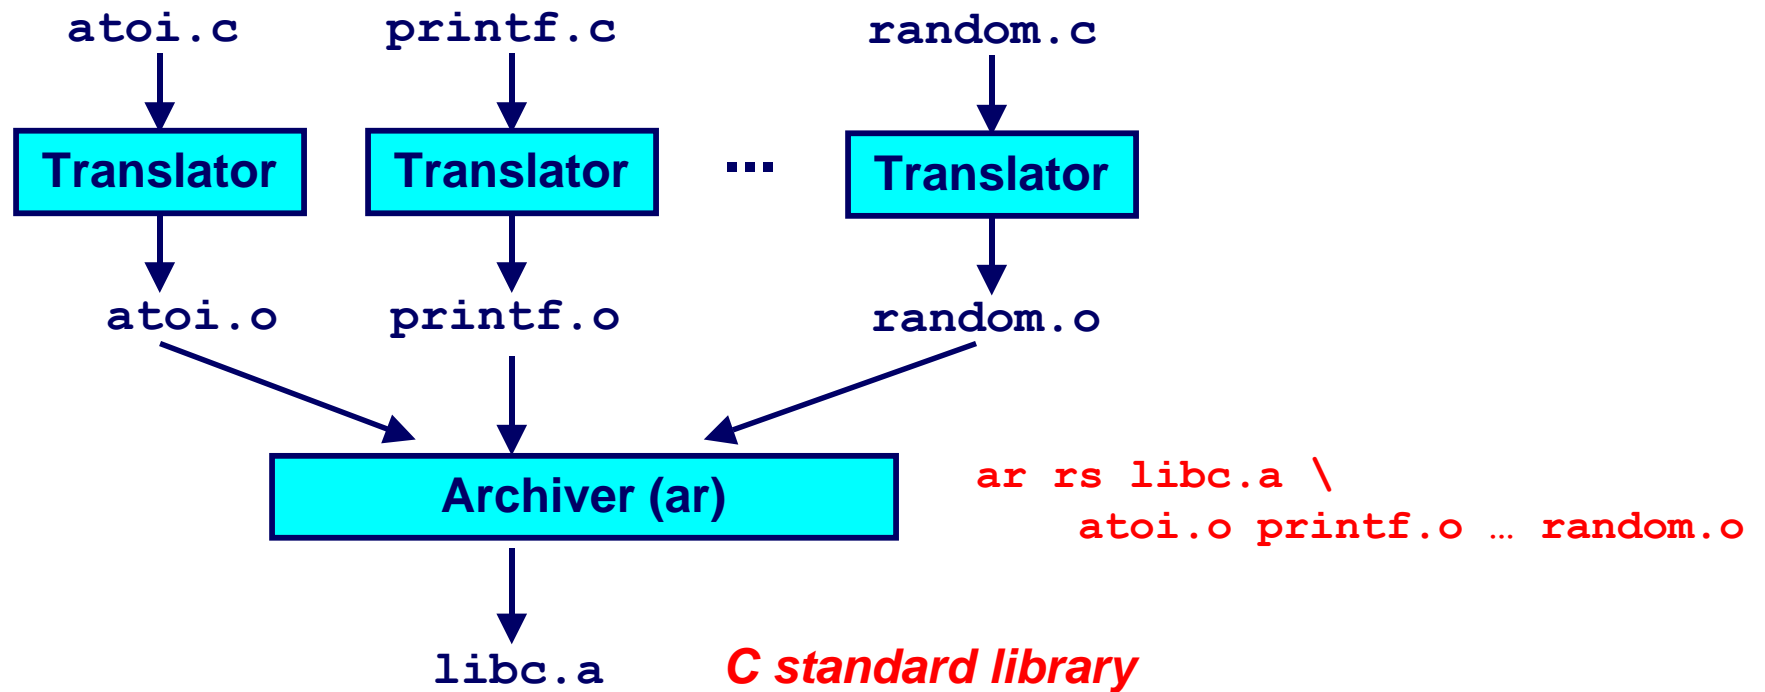 atoi.c printf.c random.c
Translator Translator ... Translator
atoi.o printf.o random.o
Archiver (ar)
ar rs libc.a \
atoi.o printf.o … random.o
libc.a C standard library